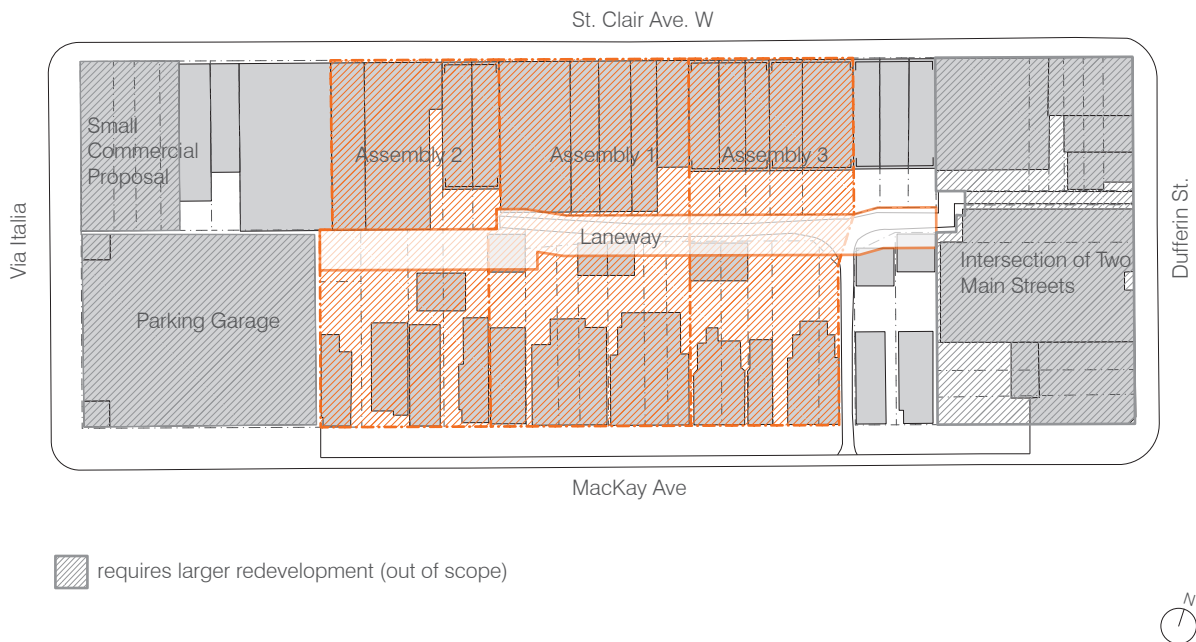 St. Clair Ave. W
Small
Commercial
Proposal
Assembly 2
Assembly 1
Assembly 3
Via Italia
Laneway
Dufferin St.
Intersection of Two
Main Streets
Parking Garage
MacKay Ave
requires larger redevelopment (out of scope)
N